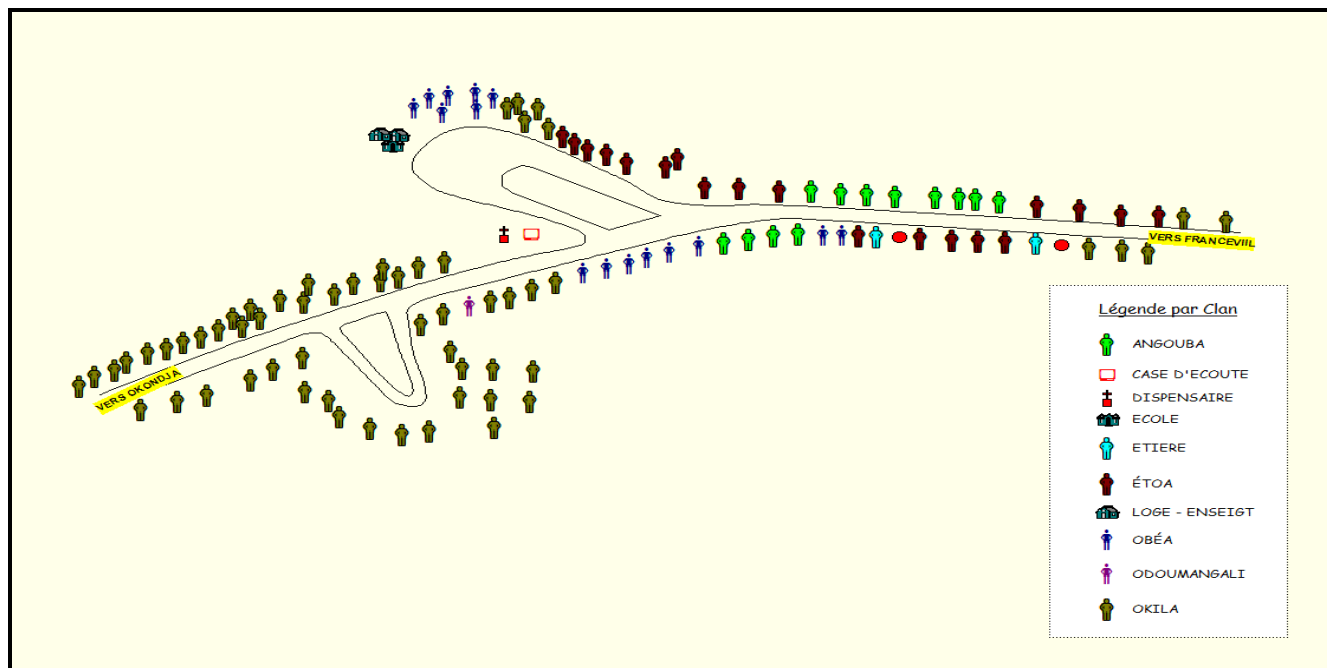 VERS FRANCEVIIL
VERS OKONDJA
Légende par Clan
ANGOUBA
CASE D'ECOUTE
DISPENSAIRE
ECOLE
ETIERE
ÉTOA
LOGE - ENSEIGT
OBÉA
ODOUMANGALI
OKILA